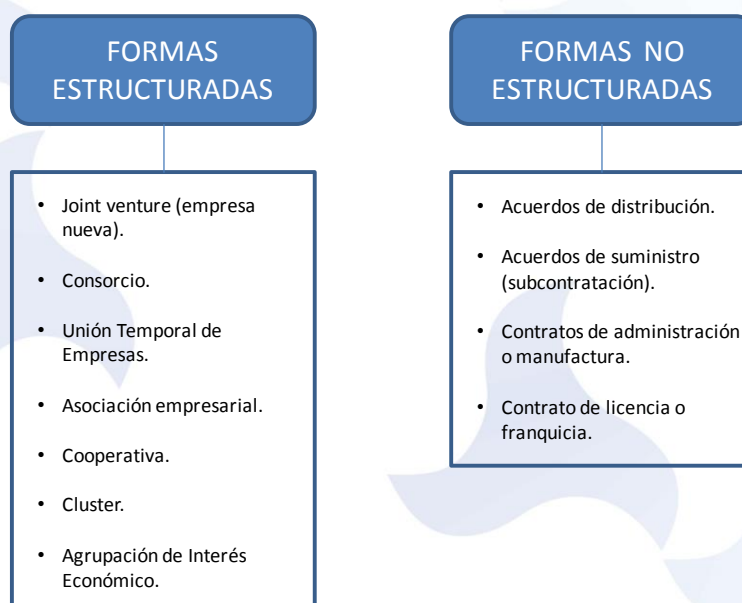 FORMAS
ESTRUCTURADAS
• Joint venture (empresa
nueva).
• Consorcio.
• Unión Temporal de
Empresas.
• Asociación empresarial.
• Cooperativa.
• Cluster.
• Agrupación de Interés
Económico.
FORMAS NO
ESTRUCTURADAS
• Acuerdos de distribución.
• Acuerdos de suministro
(subcontratación).
• Contratos de administración
o manufactura.
• Contrato de licencia o
franquicia.